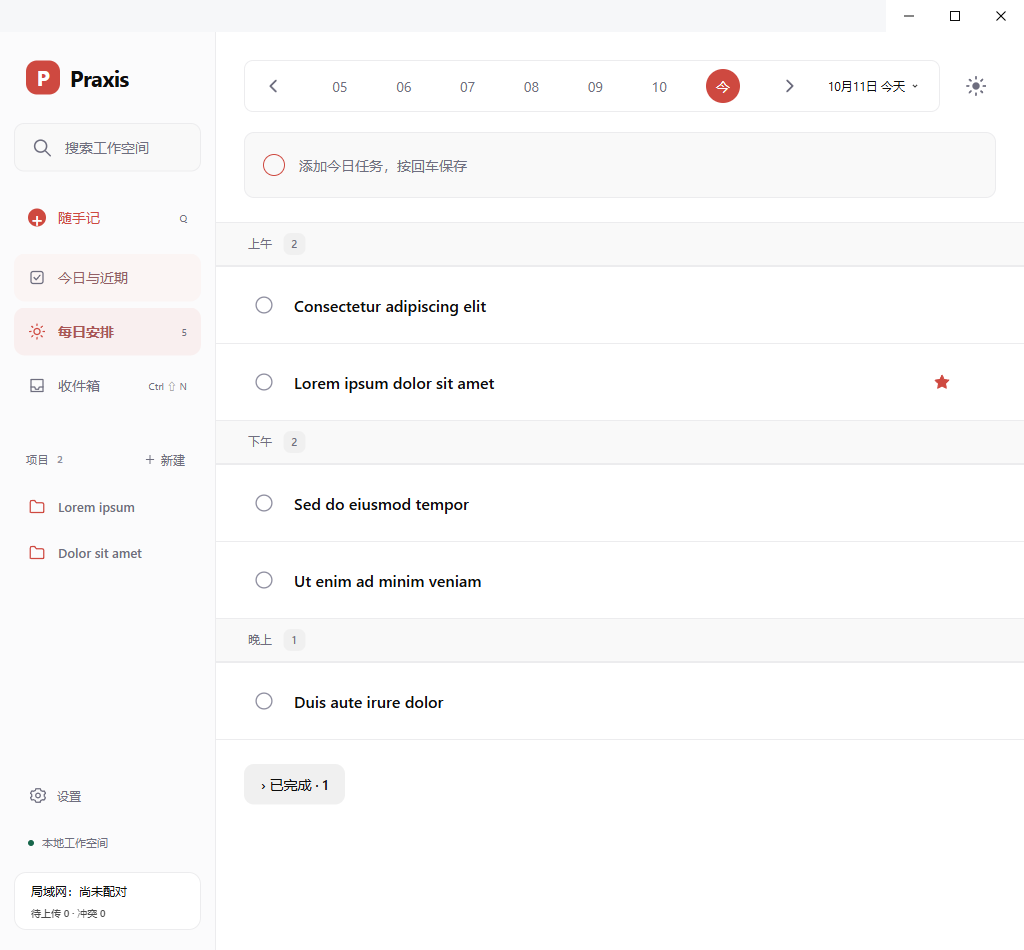 P Praxis
搜索工作空间
随手记 Q
今日与近期
每日安排 5
收件箱 Ctrl ⇧ N
项目 2 + 新建
Lorem ipsum
Dolor sit amet
设置
本地工作空间
局域网：尚未配对
待上传 0 · 冲突 0
05 06 07 08 09 10 今 10月11日 今天
添加今日任务，按回车保存
上午 2
Consectetur adipiscing elit
Lorem ipsum dolor sit amet
下午 2
Sed do eiusmod tempor
Ut enim ad minim veniam
晚上 1
Duis aute irure dolor
› 已完成 · 1